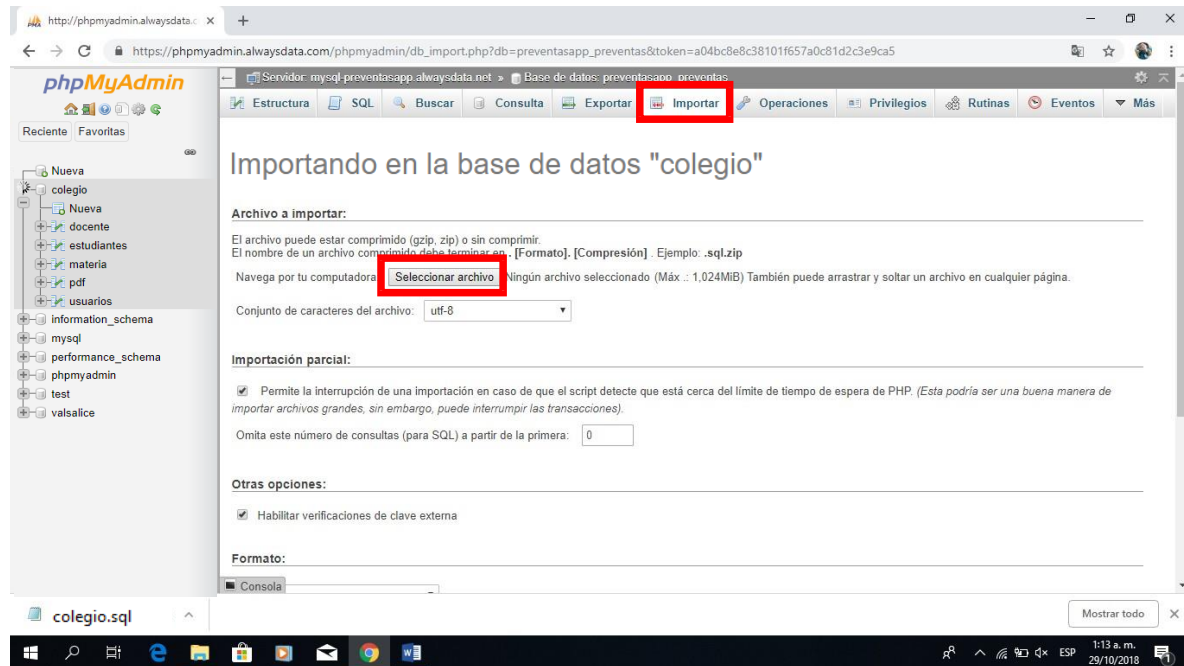 http://phpmyadmin.alwaysdata.c
https://phpmyadmin.alwaysdata.com/phpmyadmin/db_import.php?db=preventasapp_preventas&token=a04bc8e8c38101f657a0c81d2c3e9ca5
phpMyAdmin
Reciente Favoritas
Nueva
colegio
Nueva
docente
estudiantes
materia
pdf
usuarios
information_schema
mysql
performance_schema
phpmyadmin
test
valsalice
Servidor: mysql-preventasapp.alwaysdata.net » Base de datos: preventasapp_preventas
Estructura SQL Buscar Consulta Exportar Importar Operaciones Privilegios Rutinas Eventos Más
Importando en la base de datos "colegio"
Archivo a importar:
El archivo puede estar comprimido (gzip, zip) o sin comprimir.
El nombre de un archivo comprimido debe terminar en . [Formato]. [Compresión] . Ejemplo: .sql.zip
Navega por tu computadora: Seleccionar archivo Ningún archivo seleccionado (Máx .: 1,024MiB) También puede arrastrar y soltar un archivo en cualquier página.
Conjunto de caracteres del archivo: utf-8
Importación parcial:
Permite la interrupción de una importación en caso de que el script detecte que está cerca del límite de tiempo de espera de PHP. (Esta podría ser una buena manera de
importar archivos grandes, sin embargo, puede interrumpir las transacciones).
Omita este número de consultas (para SQL) a partir de la primera: 0
Otras opciones:
Habilitar verificaciones de clave externa
Formato:
Consola
colegio.sql
Mostrar todo
ESP
1:13 a. m.
29/10/2018